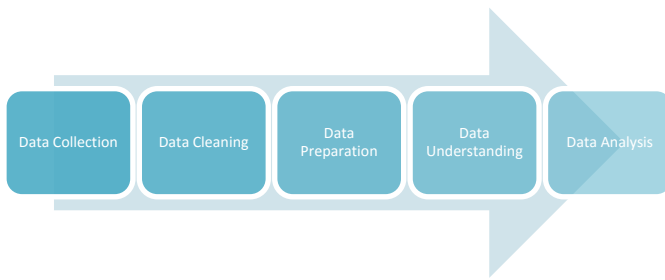 Data Collection
Data Cleaning
Data
Preparation
Data
Understanding
Data Analysis